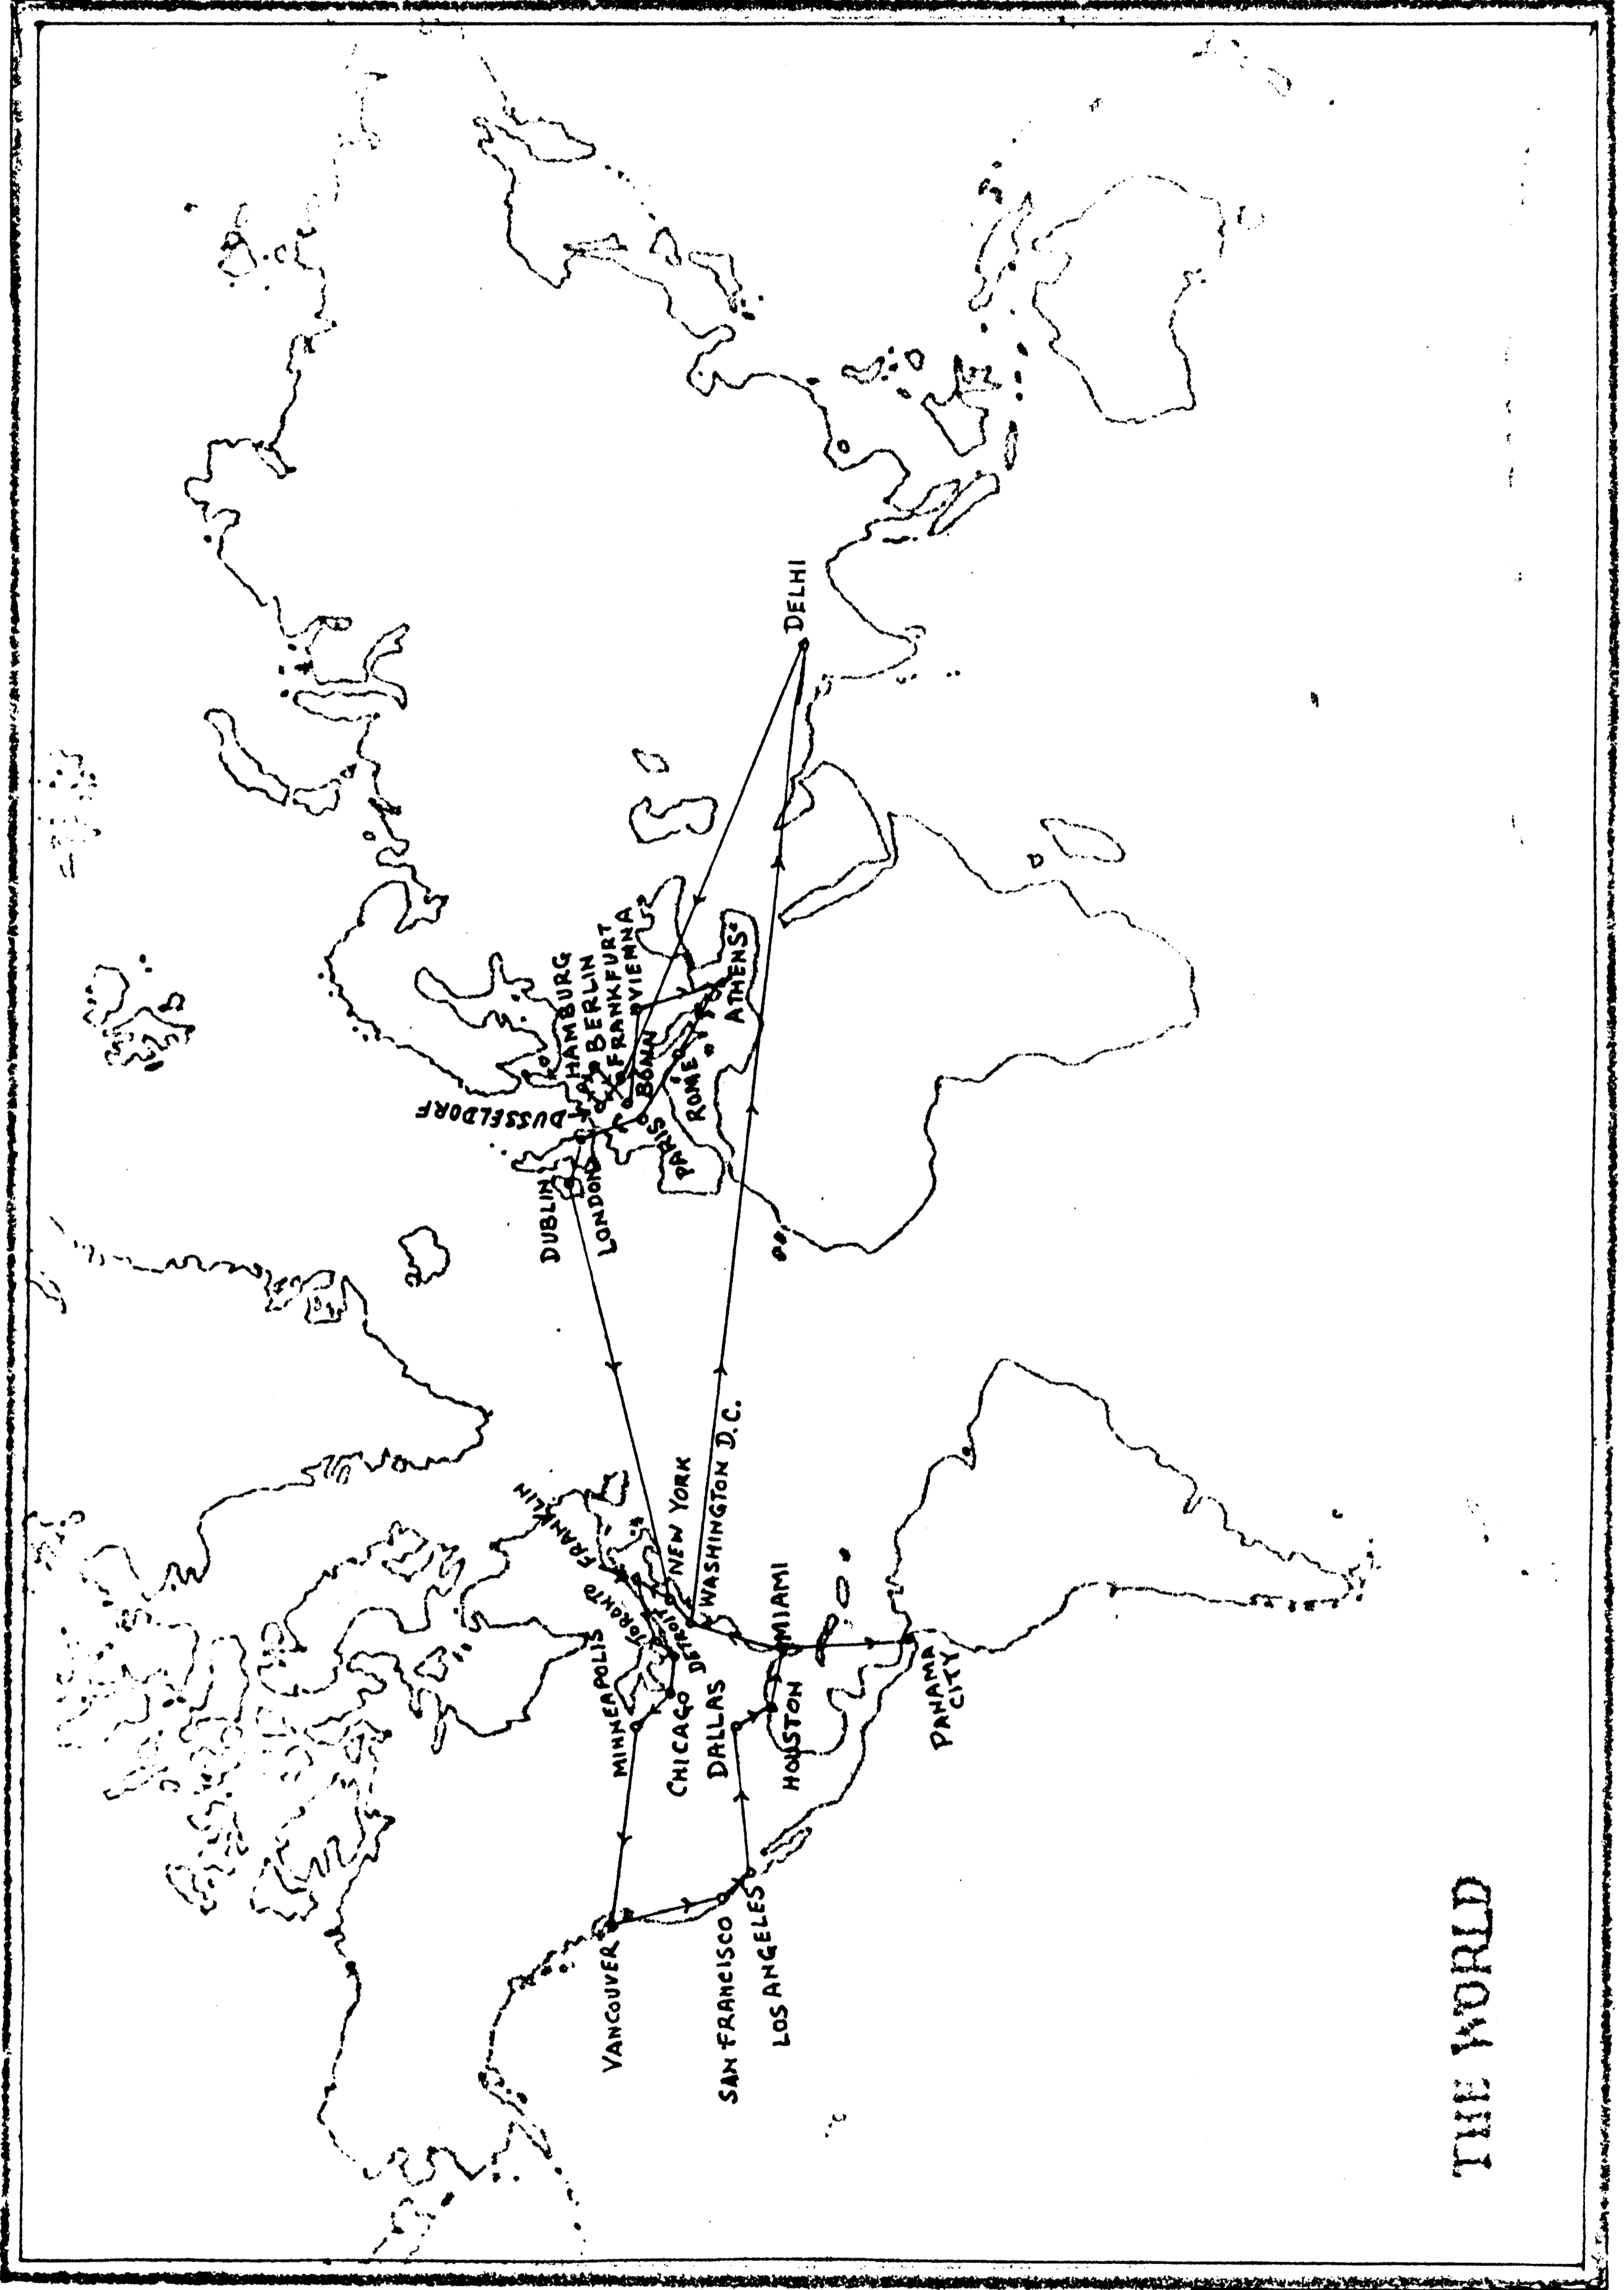 DELHI
HAMBURG
BERLIN
FRANKFURT
VIEMNA
ATHENS
BONN
ROME
DUSSELDORF
PARIS
DUBLIN
LONDON
FRANKLIN
NEW YORK
WASHINGTON D.C.
TORONTO
DETROIT
MINNEAPOLIS
MIAMI
CHICAGO
DALLAS
HOUSTON
PANAMA
CITY
VANCOUVER
SAN FRANCISCO
LOS ANGELES
THE WORLD